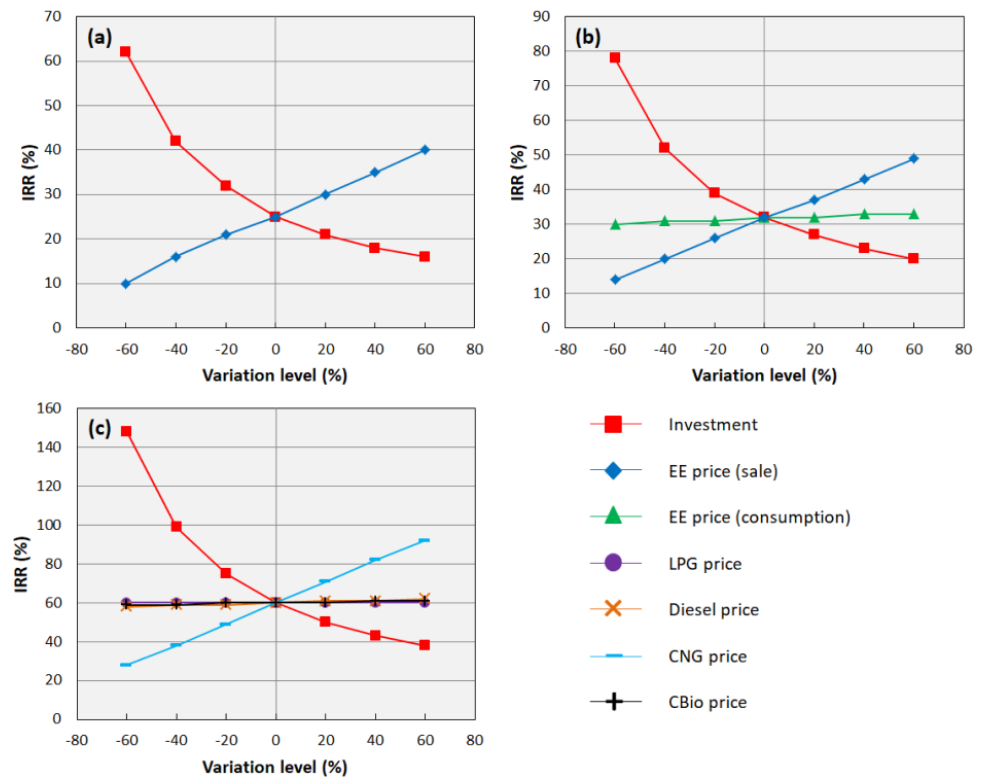 (a)
70
60
50
40
30
20
10
0
IRR (%)
-80 -60 -40 -20 0 20 40 60 80
Variation level (%)
(b)
90
80
70
60
50
40
30
20
10
0
IRR (%)
-80 -60 -40 -20 0 20 40 60 80
Variation level (%)
(c)
160
140
120
100
80
60
40
20
0
IRR (%)
-80 -60 -40 -20 0 20 40 60 80
Variation level (%)
Investment
EE price (sale)
EE price (consumption)
LPG price
Diesel price
CNG price
CBio price